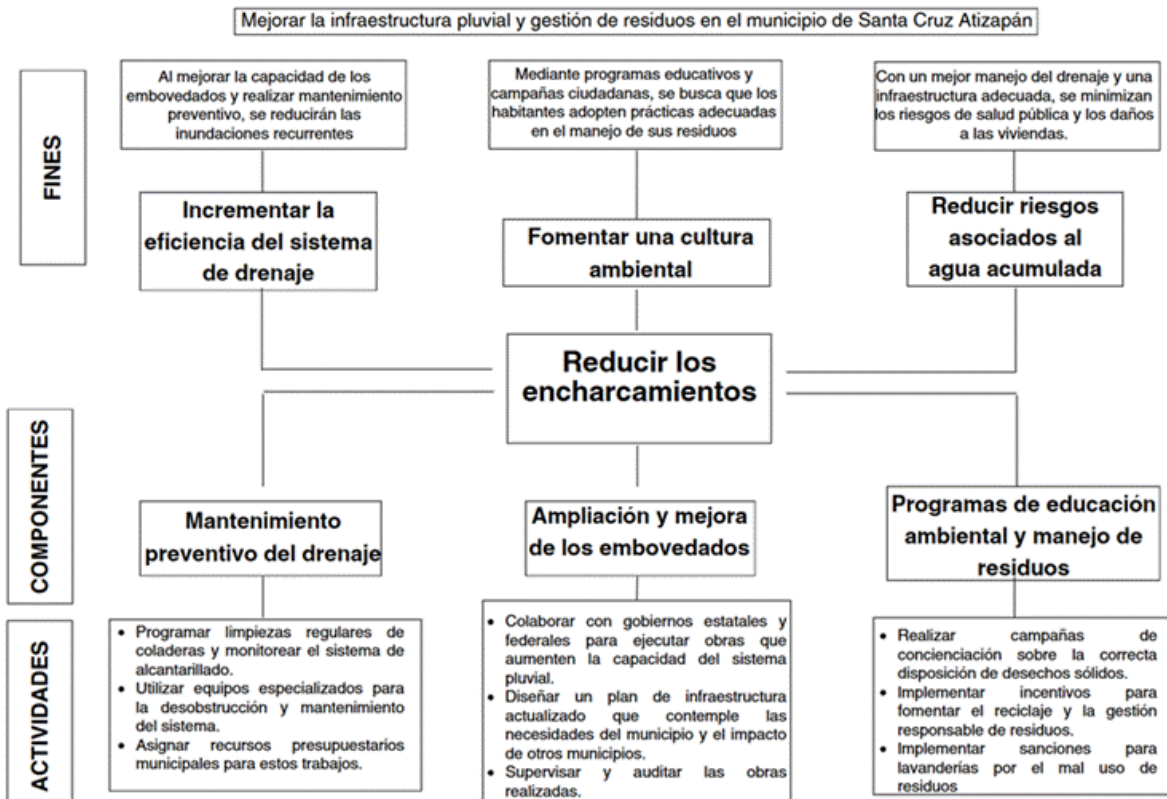 Mejorar la infraestructura pluvial y gestión de residuos en el municipio de Santa Cruz Atizapán
FINES
Al mejorar la capacidad de los
embovedados y realizar mantenimiento
preventivo, se reducirán las
inundaciones recurrentes
Mediante programas educativos y
campañas ciudadanas, se busca que los
habitantes adopten prácticas adecuadas
en el manejo de sus residuos
Con un mejor manejo del drenaje y una
infraestructura adecuada, se minimizan
los riesgos de salud pública y los daños
a las viviendas.
Incrementar la
eficiencia del sistema
de drenaje
Fomentar una cultura
ambiental
Reducir riesgos
asociados al
agua acumulada
Reducir los
encharcamientos
COMPONENTES
Mantenimiento
preventivo del drenaje
Ampliación y mejora
de los embovedados
Programas de educación
ambiental y manejo de
residuos
ACTIVIDADES
• Programar limpiezas regulares de
coladeras y monitorear el sistema de
alcantarillado.
• Utilizar equipos especializados para
la desobstrucción y mantenimiento
del sistema.
• Asignar recursos presupuestarios
municipales para estos trabajos.
• Colaborar con gobiernos estatales y
federales para ejecutar obras que
aumenten la capacidad del sistema
pluvial.
• Diseñar un plan de infraestructura
actualizado que contemple las
necesidades del municipio y el impacto
de otros municipios.
• Supervisar y auditar las obras
realizadas.
• Realizar campañas de
concienciación sobre la correcta
disposición de desechos sólidos.
• Implementar incentivos para
fomentar el reciclaje y la gestión
responsable de residuos.
• Implementar sanciones para
lavanderías por el mal uso de
residuos